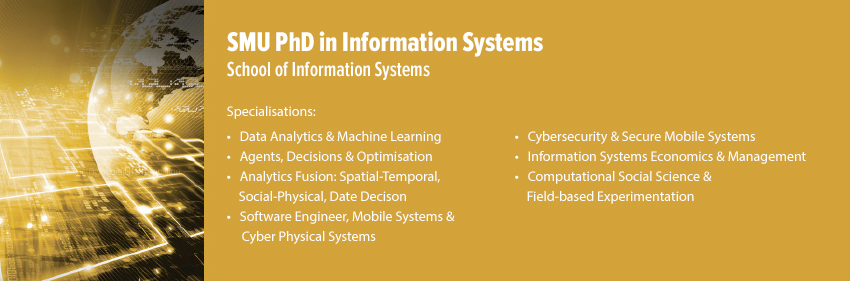 SMU PhD in Information Systems
School of Information Systems
Specialisations:
• Data Analytics & Machine Learning
• Agents, Decisions & Optimisation
• Analytics Fusion: Spatial-Temporal,
Social-Physical, Date Decison
• Software Engineer, Mobile Systems &
Cyber Physical Systems
• Cybersecurity & Secure Mobile Systems
• Information Systems Economics & Management
• Computational Social Science &
Field-based Experimentation